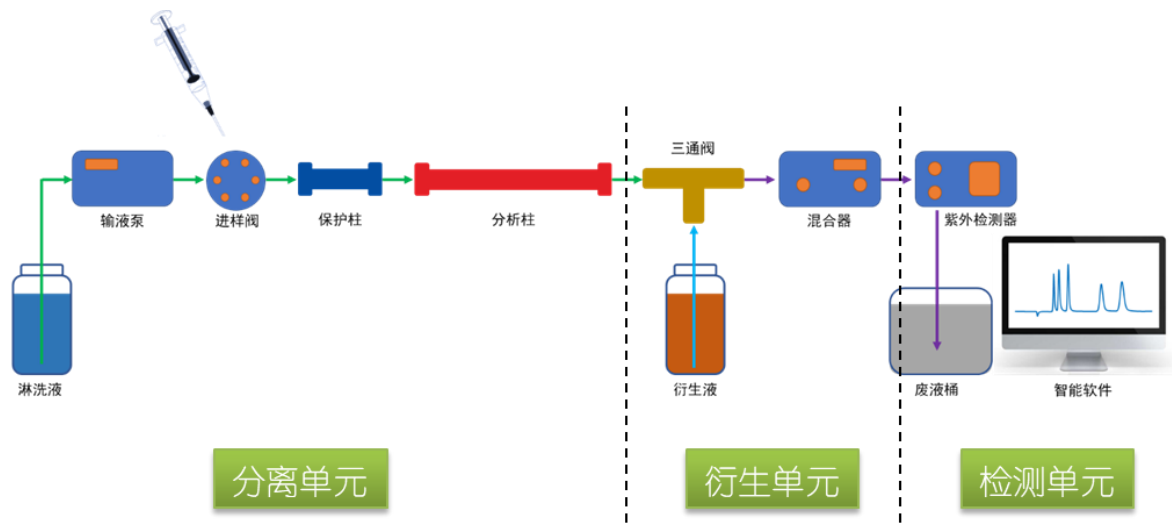 三通阀
输液泵
进样阀
保护柱
分析柱
混合器
紫外检测器
淋洗液
衍生液
废液桶
智能软件
分离单元
衍生单元
检测单元